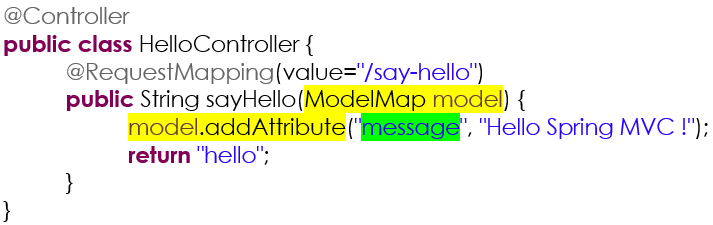 @Controller
public class HelloController {
@RequestMapping(value="/say-hello")
public String sayHello(ModelMap model) {
model.addAttribute("message", "Hello Spring MVC !");
return "hello";
}
}